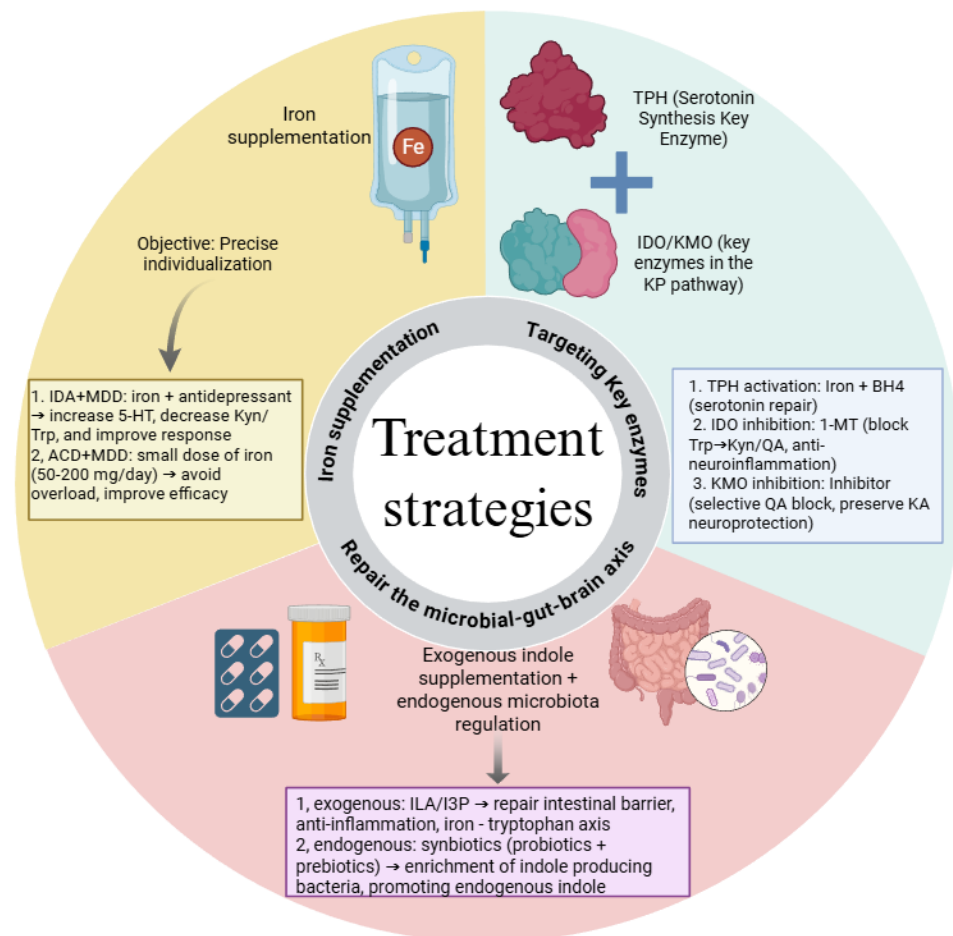 Iron
supplementation
Fe
Objective: Precise
individualization
1. IDA+MDD: iron + antidepressant
→ increase 5-HT, decrease Kyn/
Trp, and improve response
2, ACD+MDD: small dose of iron
(50-200 mg/day) → avoid
overload, improve efficacy
TPH (Serotonin
Synthesis Key
Enzyme)
IDO/KMO (key
enzymes in the
KP pathway)
1. TPH activation: Iron + BH4
(serotonin repair)
2. IDO inhibition: 1-MT (block
Trp→Kyn/QA, anti-
neuroinflammation)
3. KMO inhibition: Inhibitor
(selective QA block, preserve KA
neuroprotection)
Iron supplementation
Targeting Key enzymes
Repair the microbial-gut-brain axis
Treatment
strategies
Rx
Exogenous indole
supplementation +
endogenous microbiota
regulation
1, exogenous: ILA/I3P → repair intestinal barrier,
anti-inflammation, iron - tryptophan axis
2, endogenous: synbiotics (probiotics +
prebiotics) → enrichment of indole producing
bacteria, promoting endogenous indole